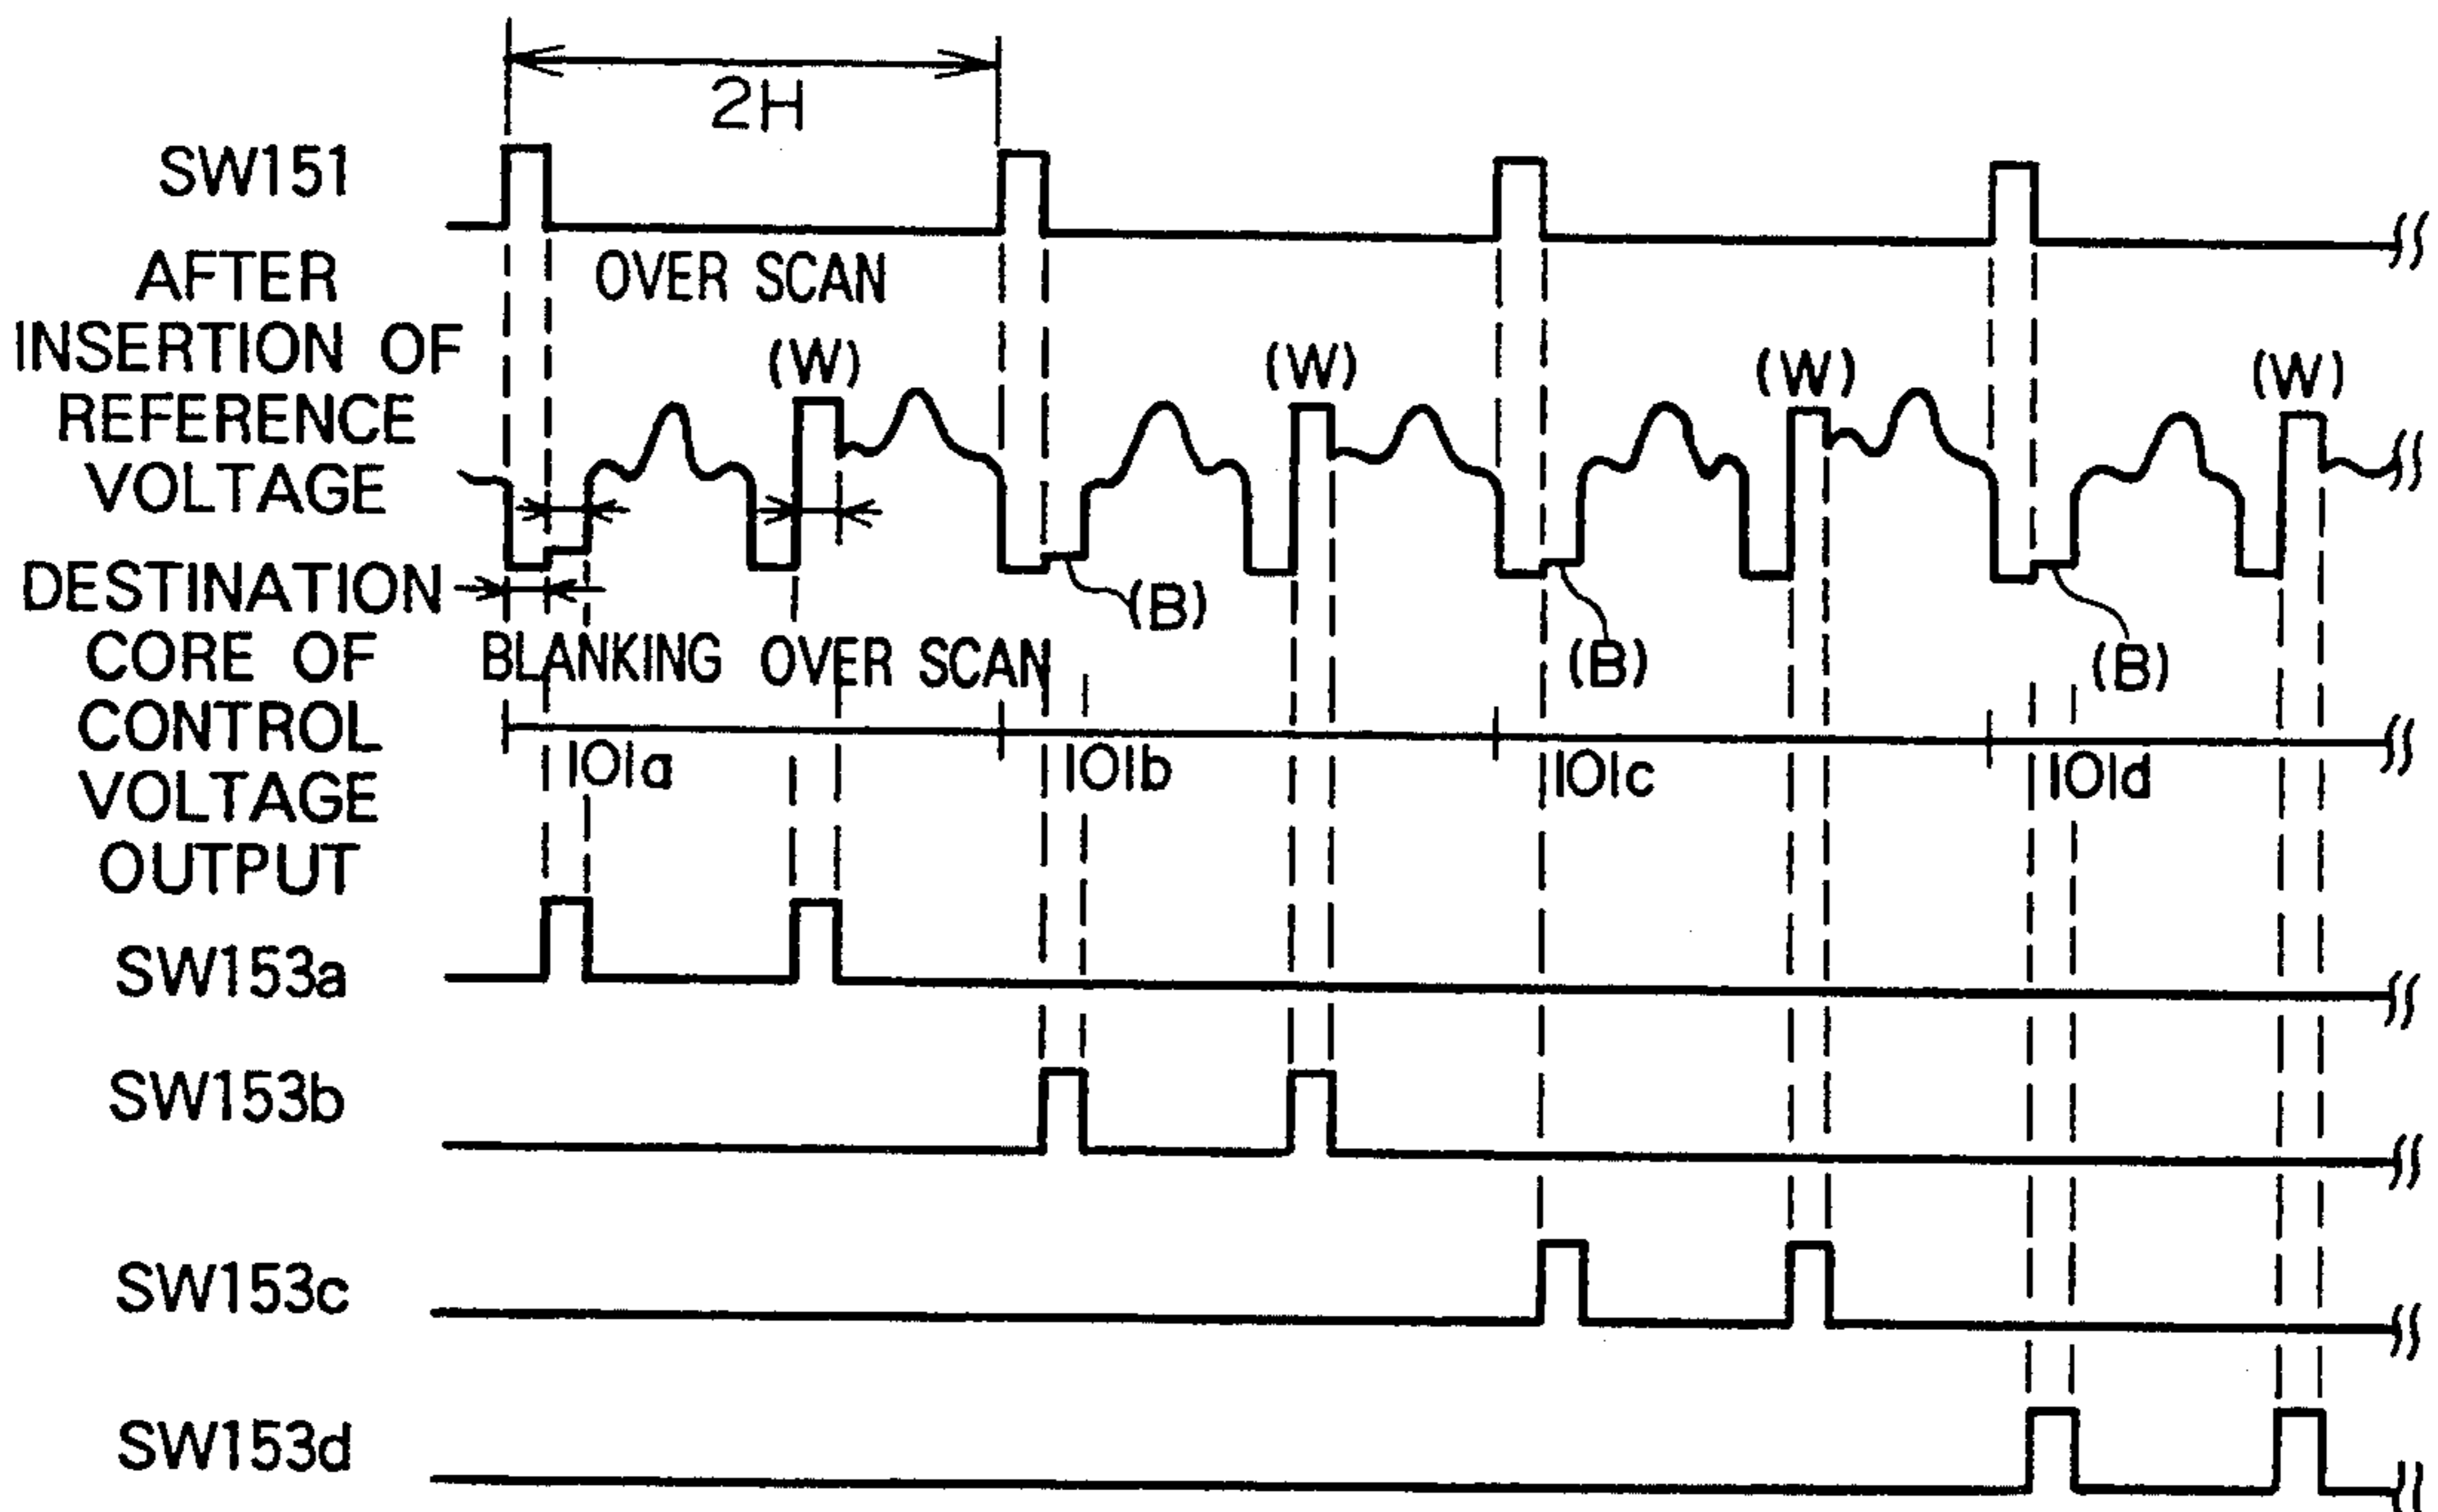 2H
SW151
AFTER
INSERTION OF
REFERENCE
VOLTAGE
OVER SCAN
(W)
(W)
(W)
(W)
(B)
(B)
(B)
BLANKING
OVER SCAN
DESTINATION
CORE OF
CONTROL
VOLTAGE
OUTPUT
101a
101b
101c
101d
SW153a
SW153b
SW153c
SW153d